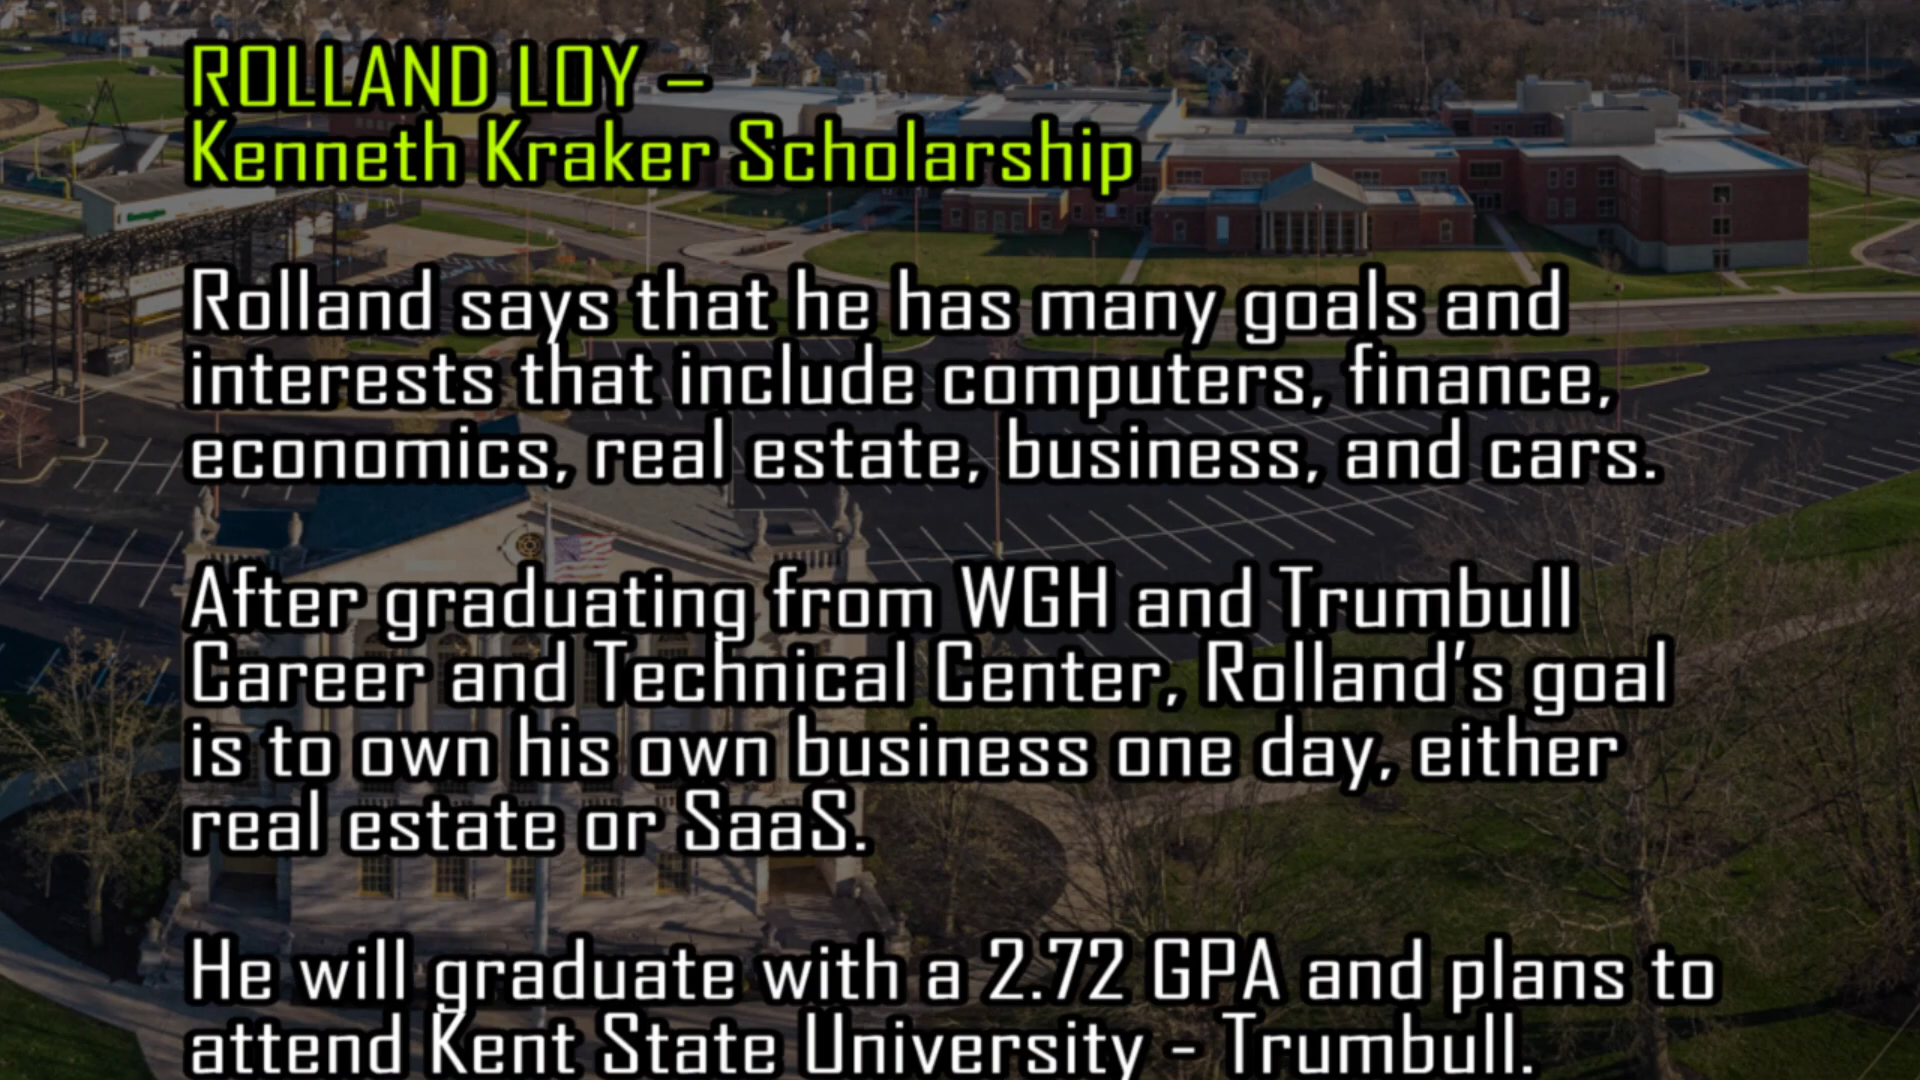 ROLLAND LOY –
Kenneth Kraker Scholarship
Rolland says that he has many goals and
interests that include computers, finance,
economics, real estate, business, and cars.
After graduating from WGH and Trumbull
Career and Technical Center, Rolland's goal
is to own his own business one day, either
real estate or SaaS.
He will graduate with a 2.72 GPA and plans to
attend Kent State University - Trumbull.